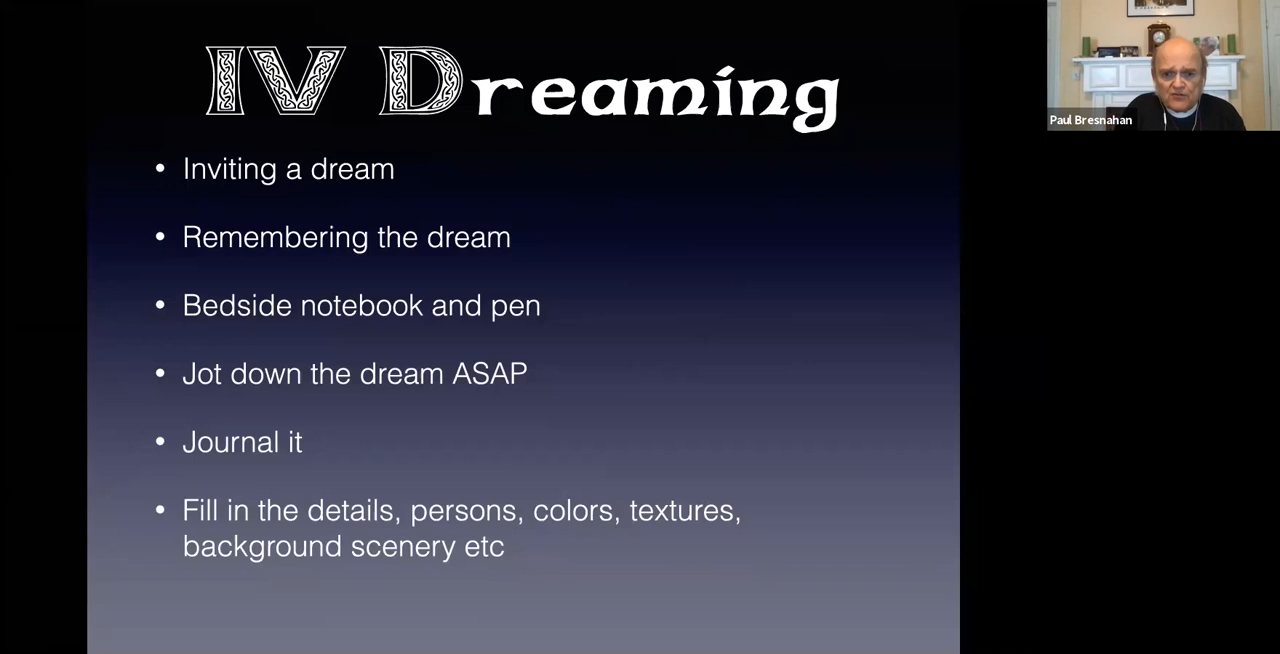 IV Dreaming
• Inviting a dream
• Remembering the dream
• Bedside notebook and pen
• Jot down the dream ASAP
• Journal it
• Fill in the details, persons, colors, textures,
background scenery etc
Paul Bresnahan